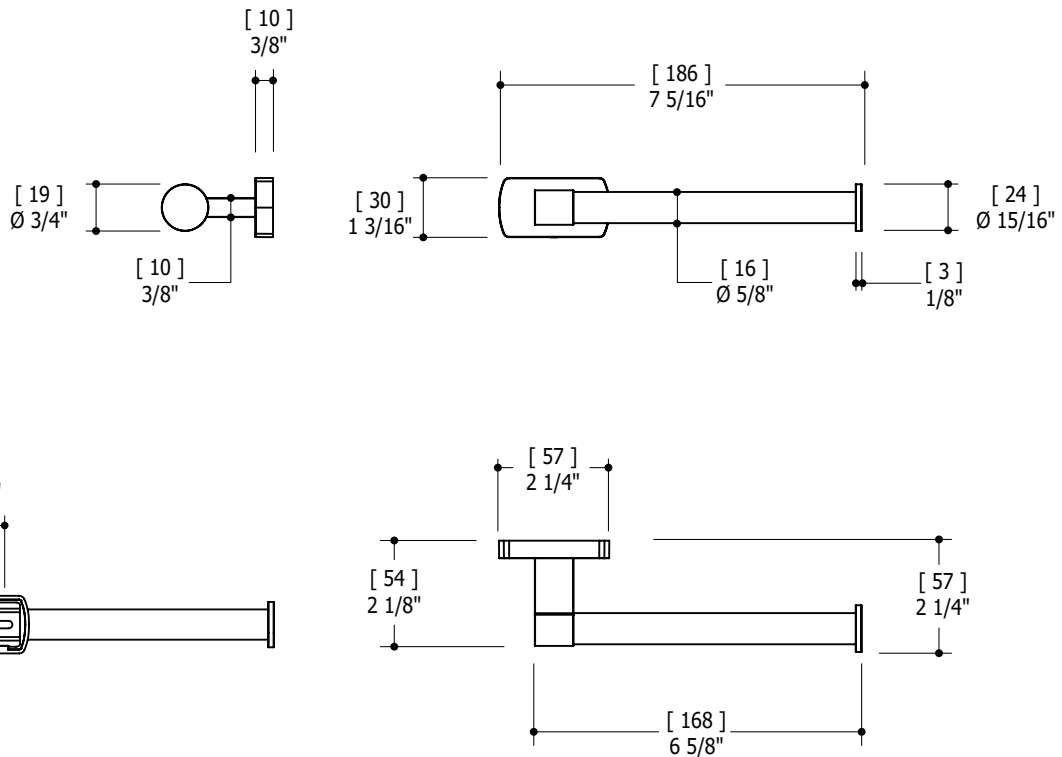 [ 10 ]
3/8"
[ 186 ]
7 5/16"
[ 19 ]
Ø 3/4"
[ 30 ]
1 3/16"
[ 24 ]
Ø 15/16"
[ 10 ]
3/8"
[ 16 ]
Ø 5/8"
[ 3 ]
1/8"
[ 57 ]
2 1/4"
[ 54 ]
2 1/8"
[ 57 ]
2 1/4"
[ 168 ]
6 5/8"